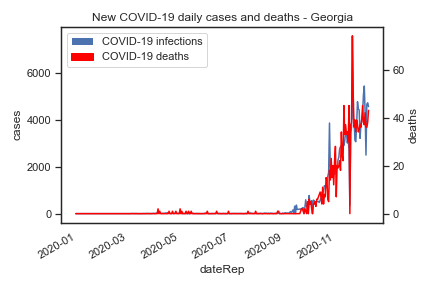 New COVID-19 daily cases and deaths - Georgia
COVID-19 infections
COVID-19 deaths
6000
4000
2000
0
cases
60
40
20
0
deaths
2020-01
2020-03
2020-05
2020-07
2020-09
2020-11
dateRep